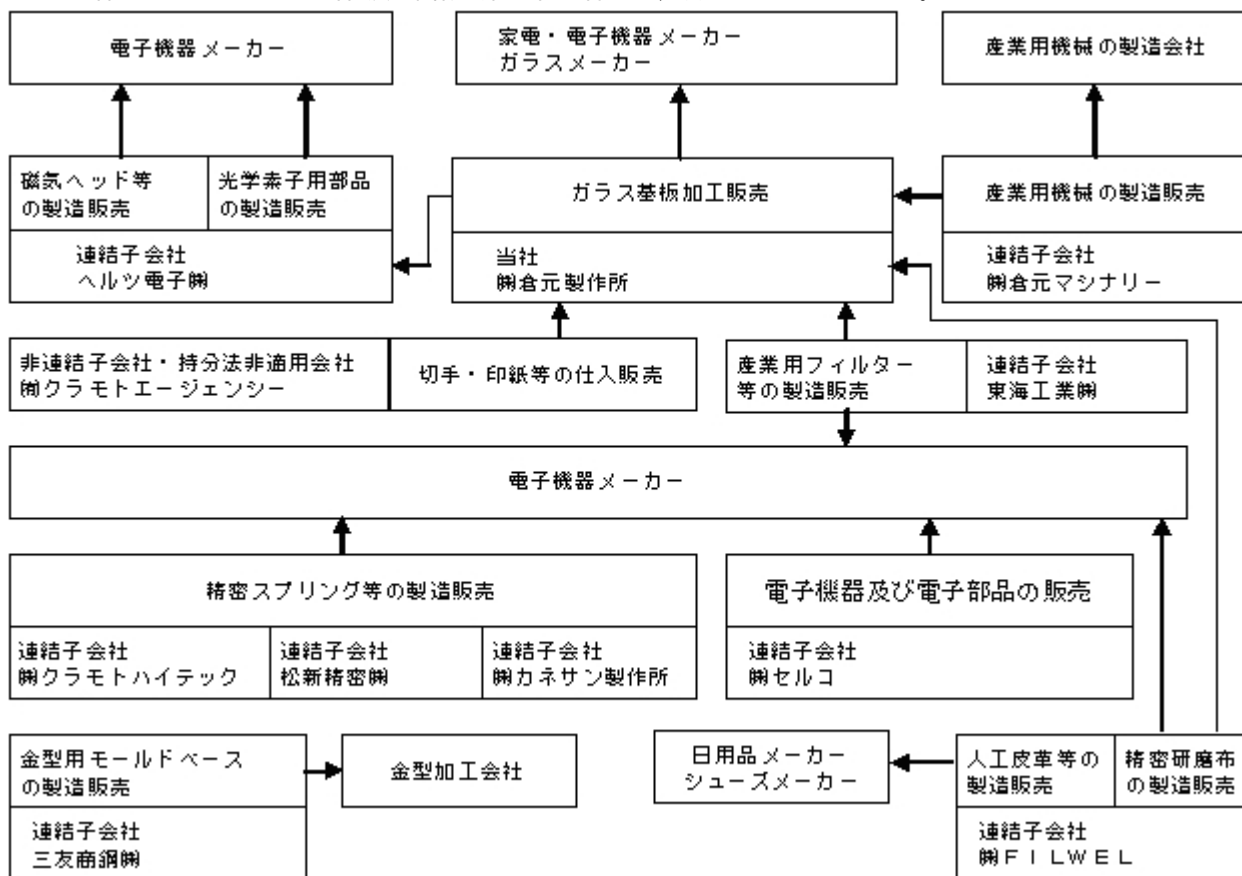 電子機器メーカー
家電・電子機器メーカー
ガラスメーカー
産業用機械の製造会社
磁気ヘッド等
の製造販売
光学素子用部品
の製造販売
連結子会社
ヘルツ電子㈱
ガラス基板加工販売
当社
㈱倉元製作所
産業用機械の製造販売
連結子会社
㈱倉元マシナリー
非連結子会社・持分法非適用会社
㈱クラモトエージェンシー
切手・印紙等の仕入販売
産業用フィルター
等の製造販売
連結子会社
東海工業㈱
電子機器メーカー
精密スプリング等の製造販売
連結子会社
㈱クラモトハイテック
連結子会社
松新精密㈱
連結子会社
㈱カネサン製作所
電子機器及び電子部品の販売
連結子会社
㈱セルコ
金型用モールドベース
の製造販売
連結子会社
三友商鋼㈱
金型加工会社
日用品メーカー
シューズメーカー
人工皮革等の
製造販売
精密研磨布
の製造販売
連結子会社
㈱ＦＩＬＷＥＬ